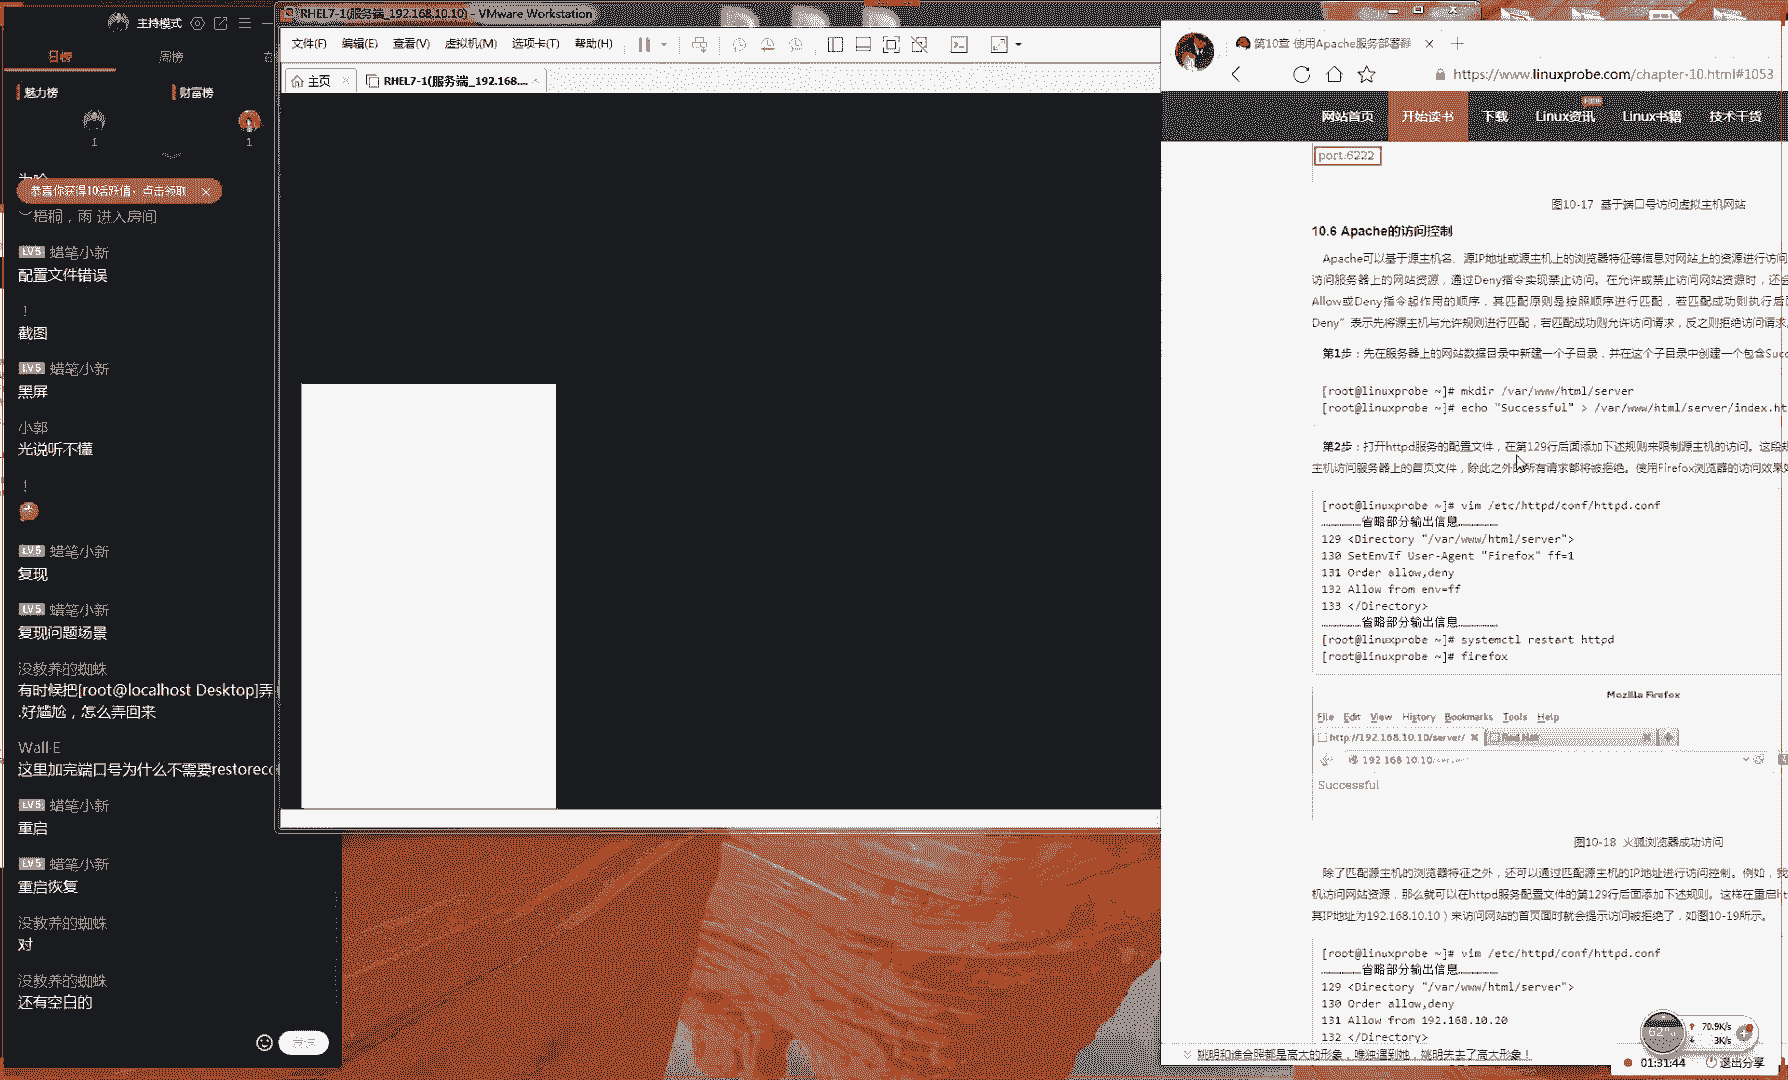 主持模式
日榜
周榜
魅力榜
财富榜
1
1
恭喜你获得10活跃值，点击领取
梧桐，雨 进入房间
LV5 蜡笔小新
配置文件错误
！
截图
LV5 蜡笔小新
黑屏
小郭
光说听不懂
！
LV5 蜡笔小新
复现
LV5 蜡笔小新
复现问题场景
没教养的蜘蛛
有时候把[root@localhost Desktop]弄
.好尴尬，怎么弄回来
Wall·E
这里加完端口号为什么不需要restorec
LV5 蜡笔小新
重启
LV5 蜡笔小新
重启恢复
没教养的蜘蛛
对
没教养的蜘蛛
还有空白的
发送
RHEL7-1(服务端_192.168.10.10) - VMware Workstation
文件(F) 编辑(E) 查看(V) 虚拟机(M) 选项卡(T) 帮助(H)
主页
RHEL7-1(服务端_192.168....
第10章 使用Apache服务部署静
https://www.linuxprobe.com/chapter-10.html#1053
网站首页 开始读书 下载 Linux资讯 Linux书籍 技术干货
port:6222
图10-17 基于端口号访问虚拟主机网站
10.6 Apache的访问控制
Apache可以基于源主机名、源IP地址或源主机上的浏览器特征等信息对网站上的资源进行访问
访问服务器上的网站资源，通过Deny指令实现禁止访问。在允许或禁止访问网站资源时，还会
Allow或Deny指令起作用的顺序，其匹配原则是按照顺序进行匹配，若匹配成功则执行后
Deny”表示先将源主机与允许规则进行匹配，若匹配成功则允许访问请求，反之则拒绝访问请求
第1步：先在服务器上的网站数据目录中新建一个子目录，并在这个子目录中创建一个包含Succ
[root@linuxprobe ~]# mkdir /var/www/html/server
[root@linuxprobe ~]# echo "Successful" > /var/www/html/server/index.ht
第2步：打开httpd服务的配置文件，在第129行后面添加下述规则来限制源主机的访问。这段
主机访问服务器上的首页文件，除此之外的所有请求都将被拒绝。使用Firefox浏览器的访问效果
[root@linuxprobe ~]# vim /etc/httpd/conf/httpd.conf
………………省略部分输出信息………………
129 <Directory "/var/www/html/server">
130 SetEnvIf User-Agent "Firefox" ff=1
131 Order allow,deny
132 Allow from env=ff
133 </Directory>
………………省略部分输出信息………………
[root@linuxprobe ~]# systemctl restart httpd
[root@linuxprobe ~]# firefox
Mozilla Firefox
File Edit View History Bookmarks Tools Help
http://192.168.10.10/server/
Red Hat
192.168.10.10/server
Successful
图10-18 火狐浏览器成功访问
除了匹配源主机的浏览器特征之外，还可以通过匹配源主机的IP地址进行访问控制。例如，我
机访问网站资源，那么就可以在httpd服务配置文件的第129行后面添加下述规则。这样在重启ht
其IP地址为192.168.10.10）来访问网站的首页面时就会提示访问被拒绝了，如图10-19所示。
[root@linuxprobe ~]# vim /etc/httpd/conf/httpd.conf
………………省略部分输出信息………………
129 <Directory "/var/www/html/server">
130 Order allow,deny
131 Allow from 192.168.10.20
132 </Directory>
70.9K/s
3K/s
01:31:44
退出分享